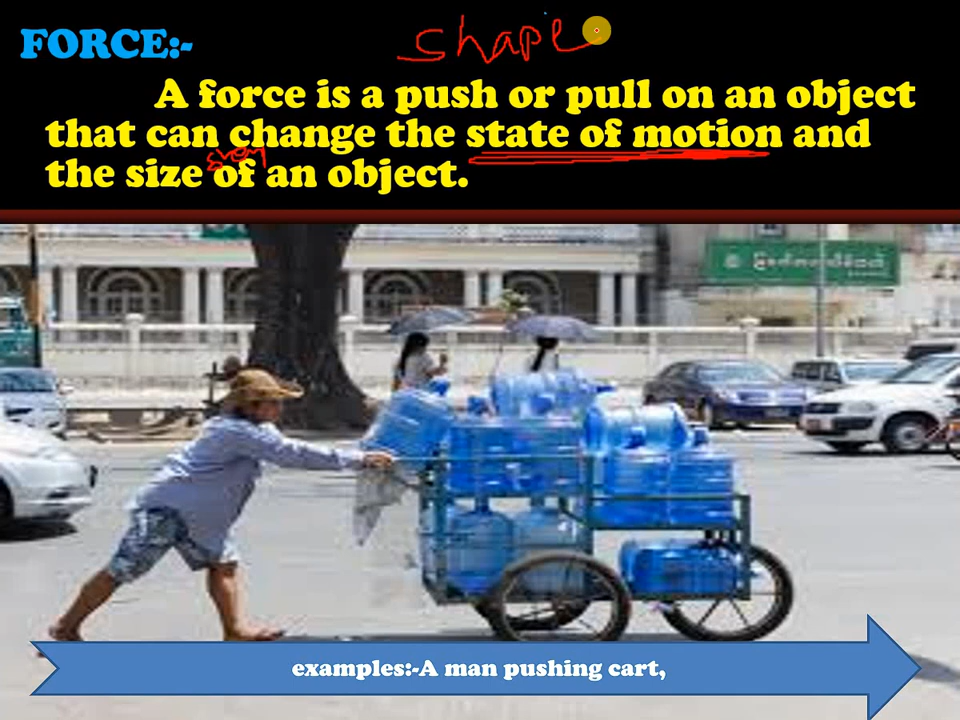 FORCE:-
shape
A force is a push or pull on an object
that can change the state of motion and
the size of an object.
examples:-A man pushing cart,